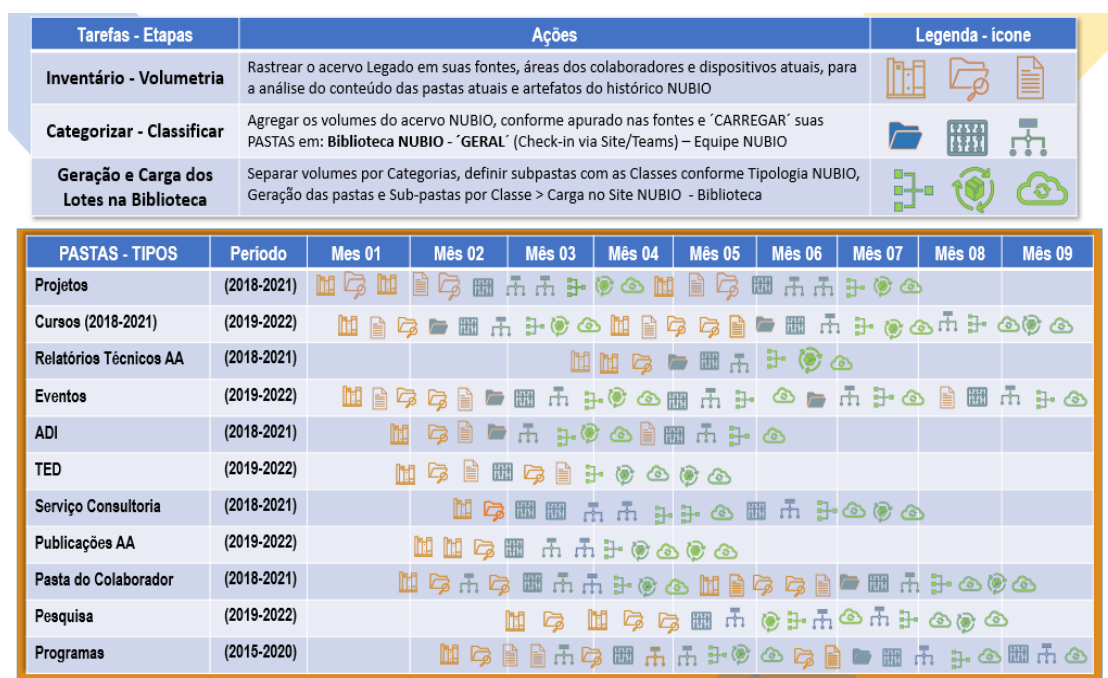 Tarefas - Etapas Ações Legenda - ícone
Inventário - Volumetria
Rastrear o acervo Legado em suas fontes, áreas dos colaboradores e dispositivos atuais, para
a análise do conteúdo das pastas atuais e artefatos do histórico NUBIO
Categorizar - Classificar
Agregar os volumes do acervo NUBIO, conforme apurado nas fontes e ´CARREGAR´ suas
PASTAS em: Biblioteca NUBIO - ´GERAL´ (Check-in via Site/Teams) – Equipe NUBIO
Geração e Carga dos
Lotes na Biblioteca
Separar volumes por Categorias, definir subpastas com as Classes conforme Tipologia NUBIO,
Geração das pastas e Sub-pastas por Classe > Carga no Site NUBIO - Biblioteca
PASTAS - TIPOS Período Mes 01 Mês 02 Mês 03 Mês 04 Mês 05 Mês 06 Mês 07 Mês 08 Mês 09
Projetos (2018-2021)
Cursos (2018-2021) (2019-2022)
Relatórios Técnicos AA (2018-2021)
Eventos (2019-2022)
ADI (2018-2021)
TED (2019-2022)
Serviço Consultoria (2018-2021)
Publicações AA (2019-2022)
Pasta do Colaborador (2018-2021)
Pesquisa (2019-2022)
Programas (2015-2020)